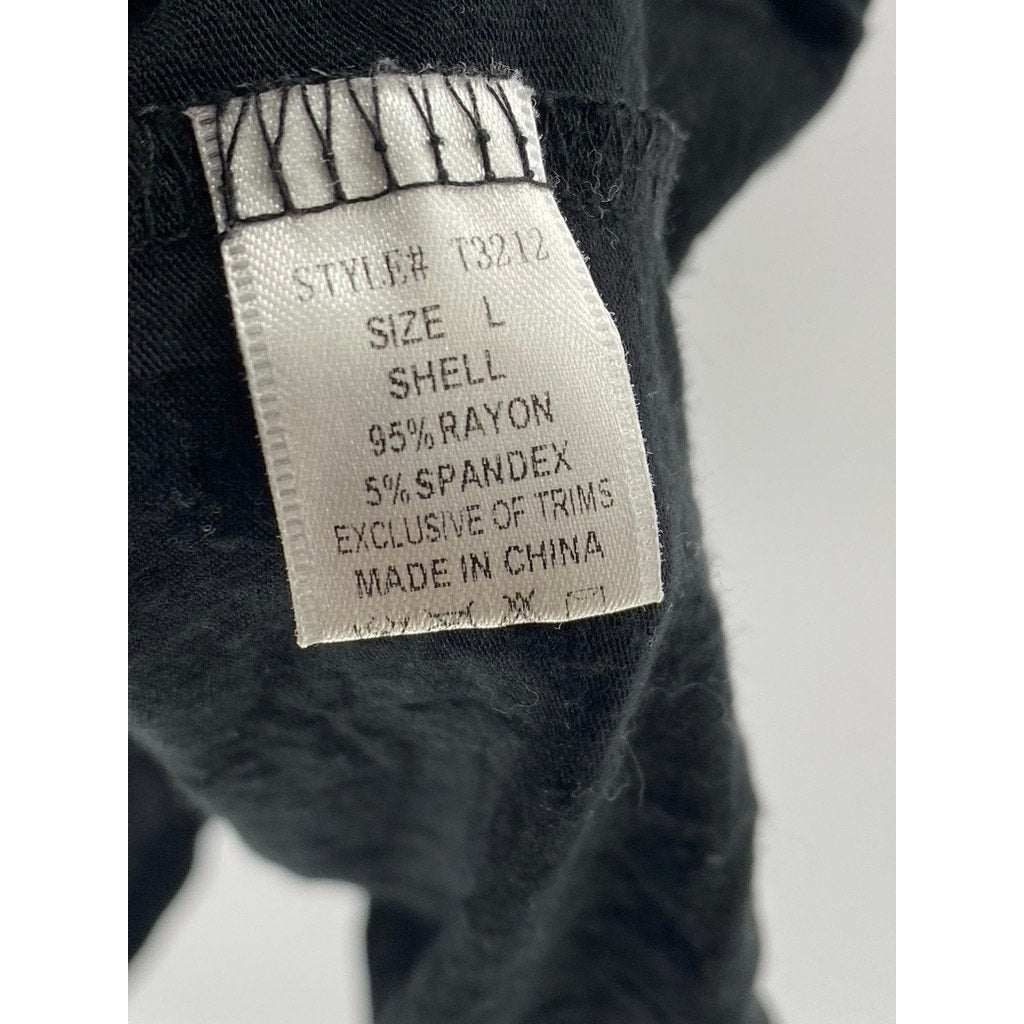 STYLE# T3212
SIZE L
SHELL
95%RAYON
5%SPANDEX
EXCLUSIVE OF TRIMS
MADE IN CHINA